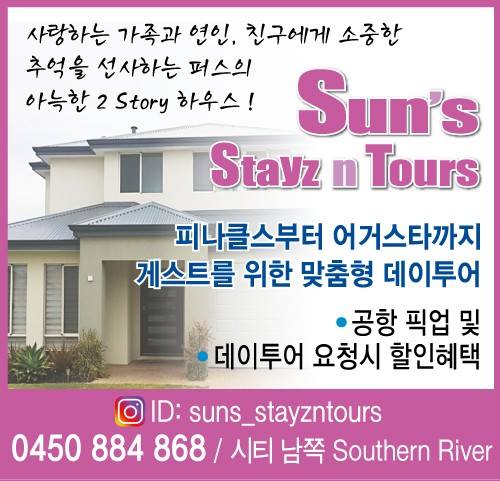 사랑하는 가족과 연인, 친구에게 소중한
추억을 선사하는 퍼스의
아늑한 2 Story 하우스 !
Sun's
Stayz n Tours
피나클스부터 어거스타까지
게스트를 위한 맞춤형 데이투어
• 공항 픽업 및
• 데이투어 요청시 할인혜택
ID: suns_stayzntours
0450 884 868 / 시티 남쪽 Southern River